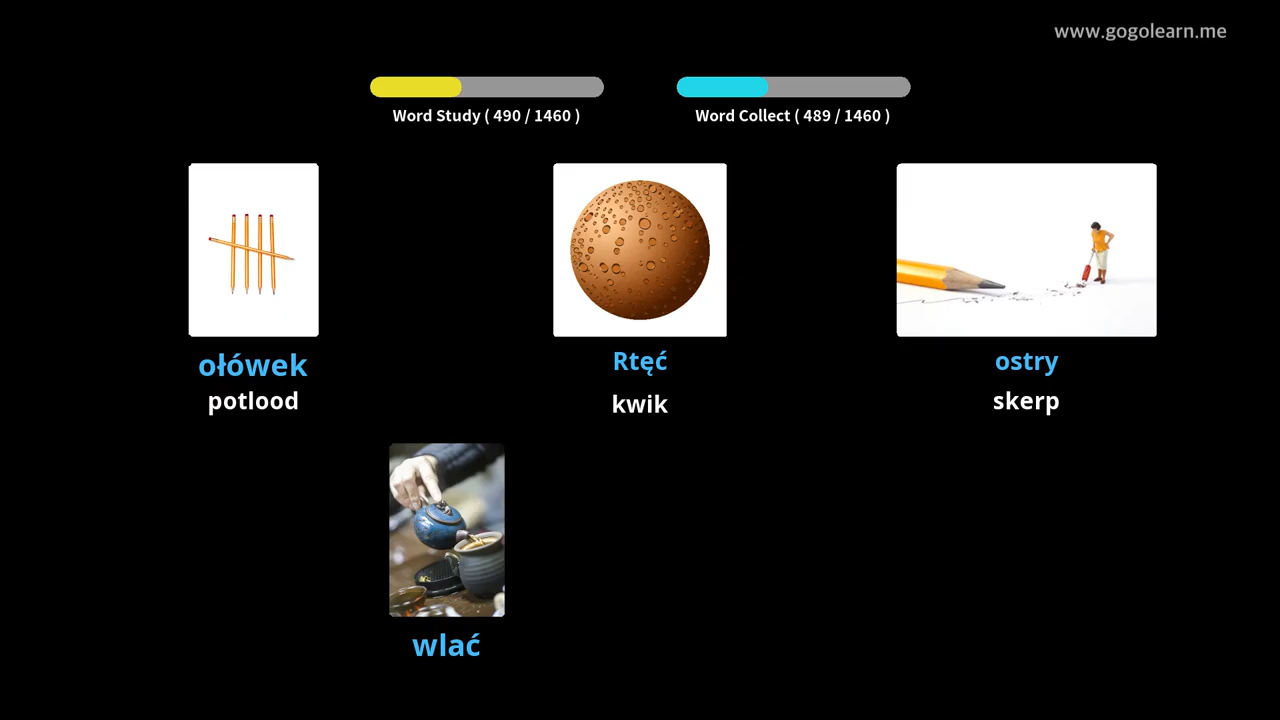 www.gogolearn.me
Word Study ( 490 / 1460 )
Word Collect ( 489 / 1460 )
ołówek
potlood
Rtęć
kwik
ostry
skerp
wlać